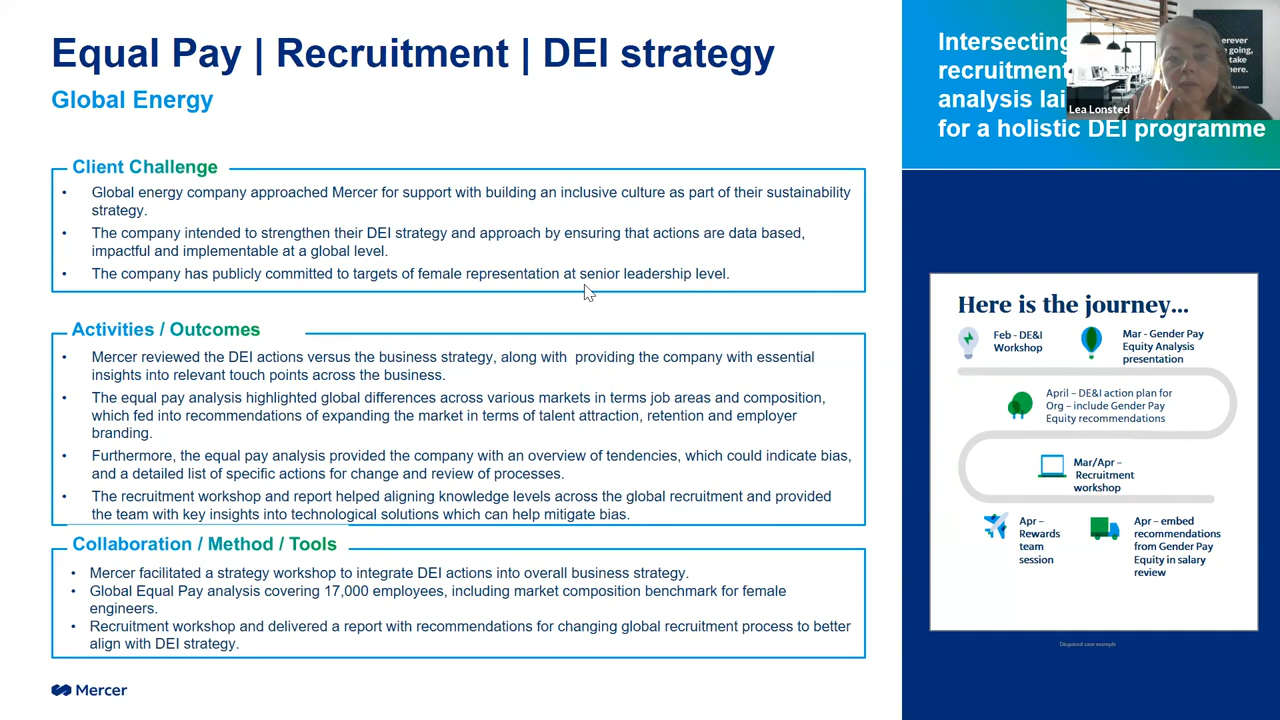 Equal Pay | Recruitment | DEI strategy
Global Energy
Client Challenge
• Global energy company approached Mercer for support with building an inclusive culture as part of their sustainability
strategy.
• The company intended to strengthen their DEI strategy and approach by ensuring that actions are data based,
impactful and implementable at a global level.
• The company has publicly committed to targets of female representation at senior leadership level.
Activities / Outcomes
• Mercer reviewed the DEI actions versus the business strategy, along with providing the company with essential
insights into relevant touch points across the business.
• The equal pay analysis highlighted global differences across various markets in terms job areas and composition,
which fed into recommendations of expanding the market in terms of talent attraction, retention and employer
branding.
• Furthermore, the equal pay analysis provided the company with an overview of tendencies, which could indicate bias,
and a detailed list of specific actions for change and review of processes.
• The recruitment workshop and report helped aligning knowledge levels across the global recruitment and provided
the team with key insights into technological solutions which can help mitigate bias.
Collaboration / Method / Tools
• Mercer facilitated a strategy workshop to integrate DEI actions into overall business strategy.
• Global Equal Pay analysis covering 17,000 employees, including market composition benchmark for female
engineers.
• Recruitment workshop and delivered a report with recommendations for changing global recruitment process to better
align with DEI strategy.
Mercer
Intersecting
recruitment
analysis lai
for a holistic DEI programme
erever
going,
take
here.
Lea Lonsted
Here is the journey...
Feb - DE&I
Workshop
Mar - Gender Pay
Equity Analysis
presentation
April – DE&I action plan for
Org – include Gender Pay
Equity recommendations
Mar/Apr –
Recruitment
workshop
Apr –
Rewards
team
session
Apr – embed
recommendations
from Gender Pay
Equity in salary
review
Disguised case example